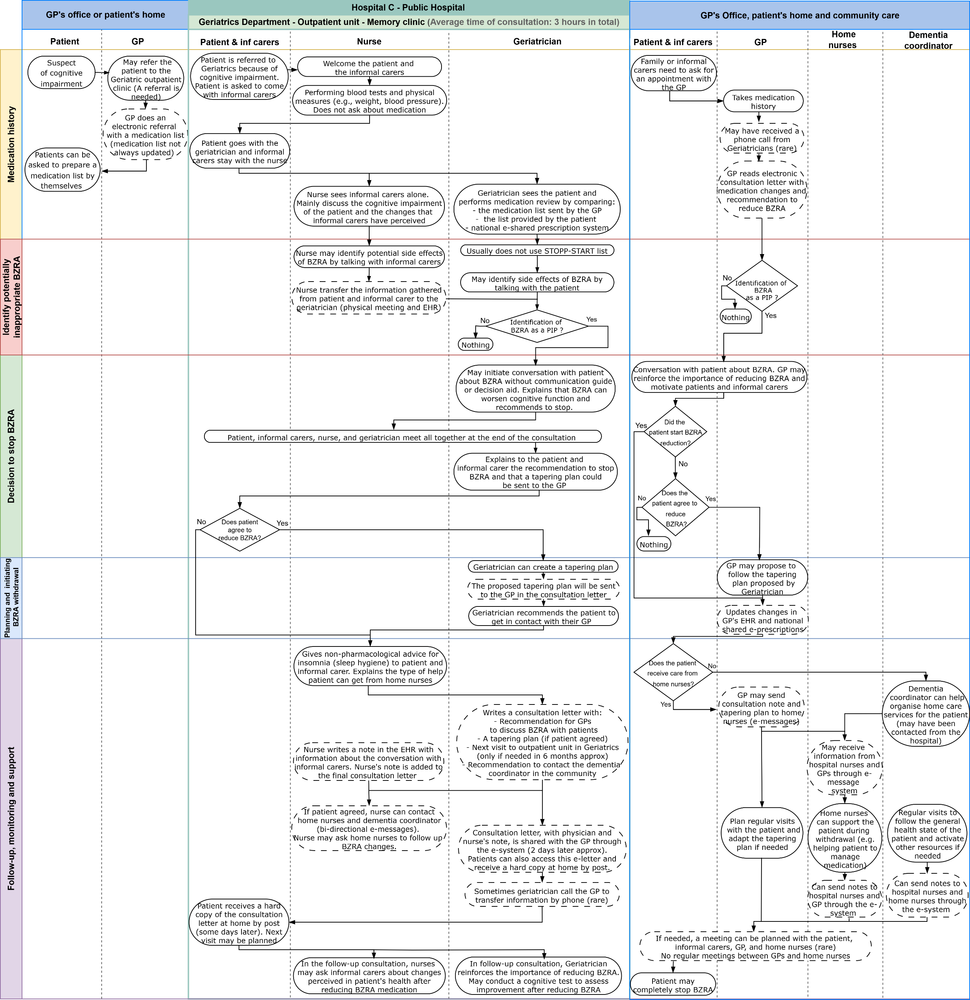 GP's office or patient's home
Hospital C - Public Hospital
Geriatrics Department - Outpatient unit - Memory clinic (Average time of consultation: 3 hours in total)
GP's Office, patient's home and community care
Patient
GP
Patient & inf carers
Nurse
Geriatrician
Patient & inf carers
GP
Home
nurses
Dementia
coordinator
Medication history
Suspect
of cognitive
impairment
May refer the
patient to the
Geriatric outpatient
clinic (A referral is
needed)
GP does an
electronic referral
with a medication list
(medication list not
always updated)
Patients can be
asked to prepare a
medication list by
themselves
Patient is referred to
Geriatrics because of
cognitive impairment.
Patient is asked to come
with informal carers
Welcome the patient and
the informal carers
Performing blood tests and physical
measures (e.g., weight, blood pressure).
Does not ask about medication
Patient goes with the
geriatrician and informal
carers stay with the nurse
Nurse sees informal carers alone.
Mainly discuss the cognitive impairment
of the patient and the changes that
informal carers have perceived
Geriatrician sees the patient and
performs medication review by comparing:
- the medication list sent by the GP
- the list provided by the patient
- national e-shared prescription system
Family or informal
carers need to ask for
an appointment with
the GP
Takes medication
history
May have received a
phone call from
Geriatricians (rare)
GP reads electronic
consultation letter with
medication changes and
recommendation to
reduce BZRA
Identify potentially
inappropriate BZRA
Nurse may identify potential side effects
of BZRA by talking with informal carers
Nurse transfer the information gathered
from patient and informal carer to the
geriatrician (physical meeting and EHR)
Usually does not use STOPP-START list
May identify side effects of BZRA by
talking with the patient
Identification of
BZRA as a PIP ?
No
Yes
Nothing
Identification of
BZRA
as a PIP ?
No
Yes
Nothing
Decision to stop BZRA
May initiate conversation with patient
about BZRA without communication guide
or decision aid. Explains that BZRA can
worsen cognitive function and
recommends to stop.
Patient, informal carers, nurse, and geriatrician meet all together at the end of the consultation
Explains to the patient and
informal carer the recommendation to stop
BZRA and that a tapering plan could
be sent to the GP
Does patient
agree to
reduce BZRA?
No
Yes
Conversation with patient about BZRA. GP may
reinforce the importance of reducing BZRA and
motivate patients and informal carers
Did the
patient start BZRA
reduction?
Yes
No
Does the
patient agree to
reduce
BZRA?
No
Yes
Nothing
Planning and initiating
BZRA withdrawal
Geriatrician can create a tapering plan
The proposed tapering plan will be sent
to the GP in the consultation letter
Geriatrician recommends the patient to
get in contact with their GP
GP may propose to
follow the tapering
plan proposed by
Geriatrician
Updates changes in
GP's EHR and national
shared e-prescriptions
Follow-up, monitoring and support
Gives non-pharmacological advice for
insomnia (sleep hygiene) to patient and
informal carer. Explains the type of help
patient can get from home nurses
Writes a consultation letter with:
- Recommendation for GPs
to discuss BZRA with patients
- A tapering plan (if patient agreed)
- Next visit to outpatient unit in Geriatrics
(only if needed in 6 months approx)
- Recommendation to contact the dementia
coordinator in the community
Nurse writes a note in the EHR with
information about the conversation with
informal carers. Nurse's note is added to
the final consultation letter
If patient agreed, nurse can contact
home nurses and dementia coordinator
(bi-directional e-messages).
Nurse may ask home nurses to follow up
BZRA changes.
Consultation letter, with physician and
nurse's note, is shared with the GP through
the e-system (2 days later approx).
Patients can also access this e-letter and
receive a hard copy at home by post.
Sometimes geriatrician call the GP to
transfer information by phone (rare)
Patient receives a hard
copy of the consultation
letter at home by post
(some days later). Next
visit may be planned
In the follow-up consultation, nurses
may ask informal carers about changes
perceived in patient's health after
reducing BZRA medication
In follow-up consultation, Geriatrician
reinforces the importance of reducing BZRA.
May conduct a cognitive test to assess
improvement after reducing BZRA
Does the patient
receive care from
home nurses?
No
Yes
GP may send
consultation note and
tapering plan to home
nurses (e-messages)
Dementia
coordinator can help
organise home care
services for the patient
(may have been
contacted from the
hospital)
May receive
information from
hospital nurses and
GPs through e-
message
system
Plan regular visits
with the patient and
adapt the tapering
plan if needed
Home nurses
can support the
patient during
withdrawal (e.g.
helping patient to
manage
medication)
Regular visits to
follow the general
health state of the
patient and activate
other resources if
needed
Can send notes to
hospital nurses and
GP through the e-
system
Can send notes to
hospital nurses and
home nurses through
the e-system
If needed, a meeting can be planned with the patient,
informal carers, GP, and home nurses (rare)
No regular meetings between GPs and home nurses
Patient may
completely stop BZRA